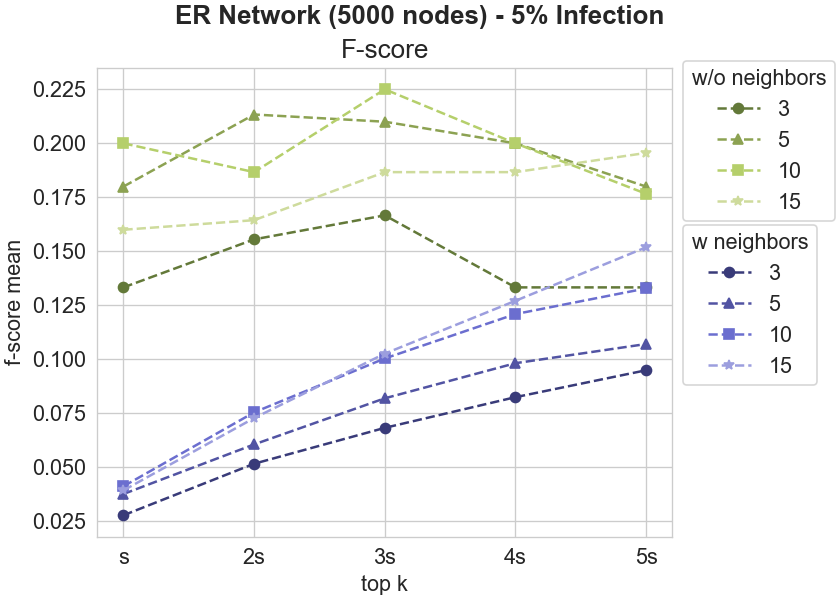 ER Network (5000 nodes) - 5% Infection
F-score
0.225
0.200
0.175
0.150
0.125
0.100
0.075
0.050
0.025
f-score mean
s 2s 3s 4s 5s
top k
w/o neighbors
3
5
10
15
w neighbors
3
5
10
15